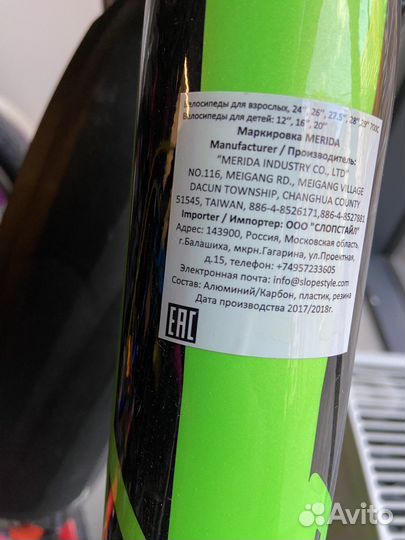 Велосипеды для взрослых, 24", 26", 27.5", 28", 29" 700C
Велосипеды для детей: 12", 16", 20"
Маркировка MERIDA
Manufacturer / Производитель:
"MERIDA INDUSTRY CO., LTD"
NO.116, MEIGANG RD., MEIGANG VILLAGE
DACUN TOWNSHIP, CHANGHUA COUNTY
51545, TAIWAN, 886-4-8526171,886-4-8527881
Importer / Импортер: ООО "СЛОПСТАЙЛ"
Адрес: 143900, Россия, Московская область,
г.Балашиха, мкрн.Гагарина, ул.Проектная,
д.15, телефон: +74957233605
Электронная почта: info@slopestyle.com
Состав: Алюминий/Карбон, пластик, резина
Дата производства 2017/2018г.
EAC
Avito